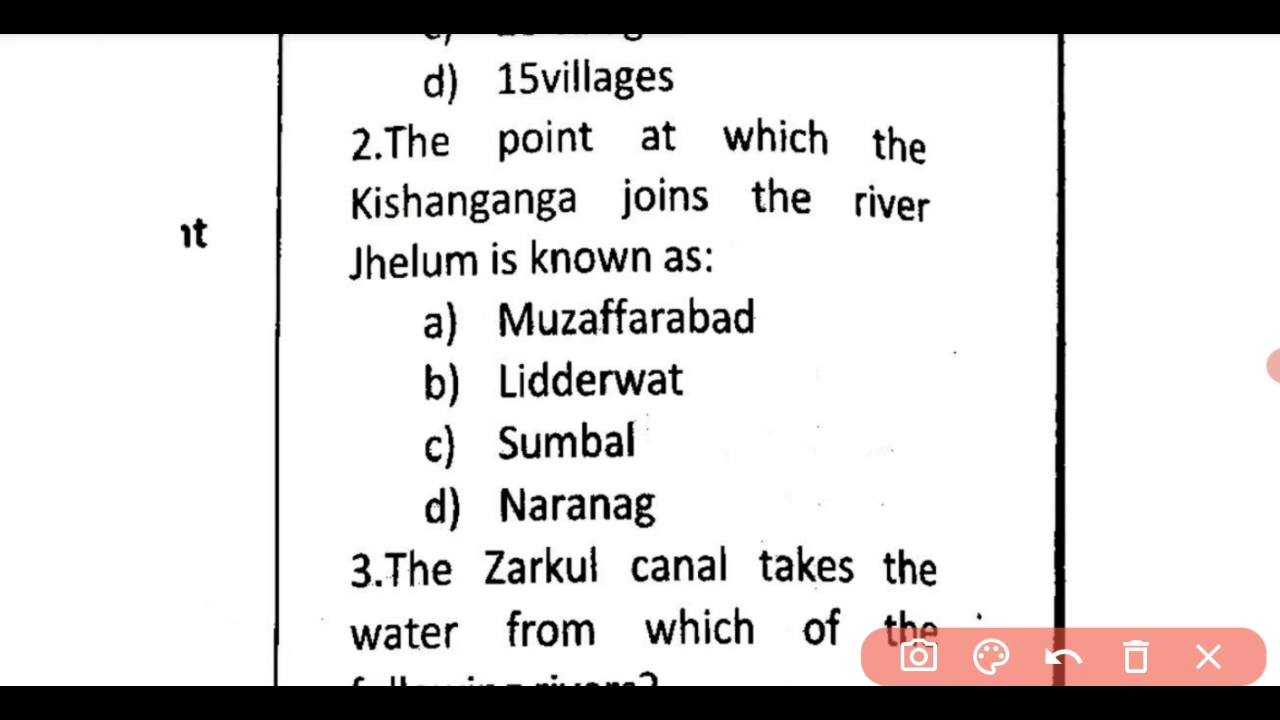 d) 15villages
2.The point at which the
Kishanganga joins the river
Jhelum is known as:
nt
a) Muzaffarabad
b) Lidderwat
c) Sumbal
d) Naranag
3.The Zarkul canal takes the
water from which of the